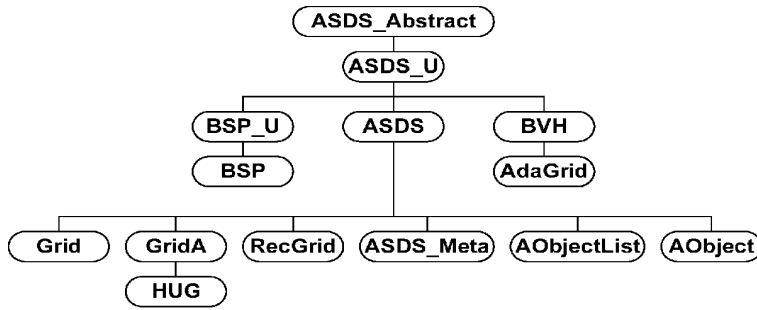 ASDS_Abstract
ASDS_U
BSP_U ASDS BVH
BSP AdaGrid
Grid GridA RecGrid ASDS_Meta AObjectList AObject
HUG